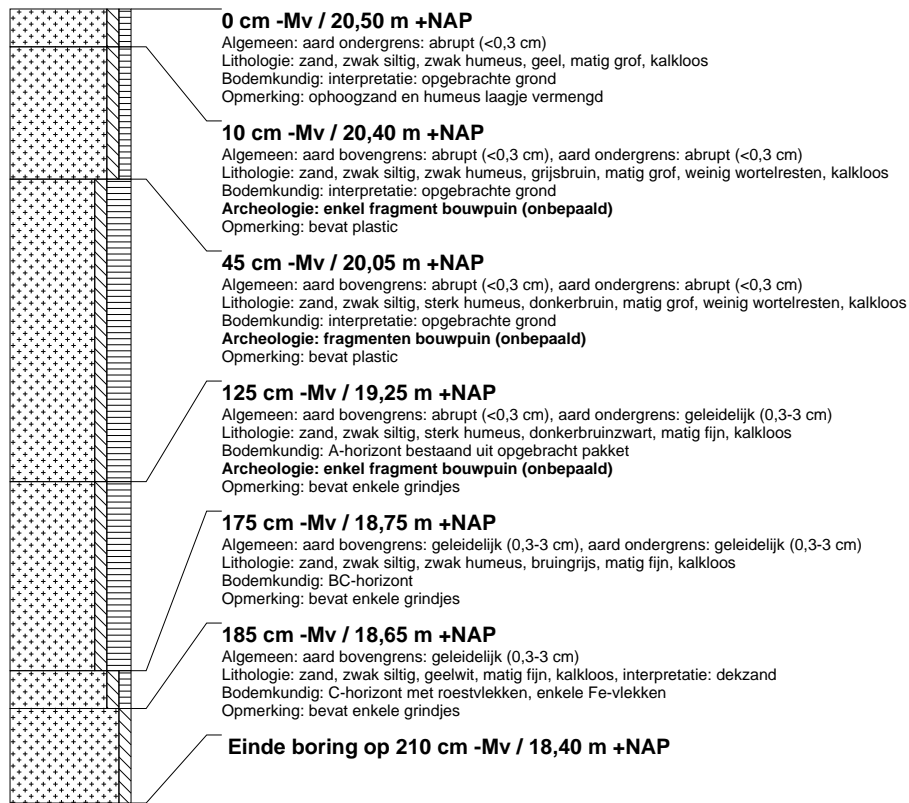 0 cm -Mv / 20,50 m +NAP
Algemeen: aard ondergrens: abrupt (<0,3 cm)
Lithologie: zand, zwak siltig, zwak humeus, geel, matig grof, kalkloos
Bodemkundig: interpretatie: opgebrachte grond
Opmerking: ophoogzand en humeus laagje vermengd
10 cm -Mv / 20,40 m +NAP
Algemeen: aard bovengrens: abrupt (<0,3 cm), aard ondergrens: abrupt (<0,3 cm)
Lithologie: zand, zwak siltig, zwak humeus, grijsbruin, matig grof, weinig wortelresten, kalkloos
Bodemkundig: interpretatie: opgebrachte grond
Archeologie: enkel fragment bouwpuin (onbepaald)
Opmerking: bevat plastic
45 cm -Mv / 20,05 m +NAP
Algemeen: aard bovengrens: abrupt (<0,3 cm), aard ondergrens: abrupt (<0,3 cm)
Lithologie: zand, zwak siltig, sterk humeus, donkerbruin, matig grof, weinig wortelresten, kalkloos
Bodemkundig: interpretatie: opgebrachte grond
Archeologie: fragmenten bouwpuin (onbepaald)
Opmerking: bevat plastic
125 cm -Mv / 19,25 m +NAP
Algemeen: aard bovengrens: abrupt (<0,3 cm), aard ondergrens: geleidelijk (0,3-3 cm)
Lithologie: zand, zwak siltig, sterk humeus, donkerbruinzwart, matig fijn, kalkloos
Bodemkundig: A-horizont bestaand uit opgebracht pakket
Archeologie: enkel fragment bouwpuin (onbepaald)
Opmerking: bevat enkele grindjes
175 cm -Mv / 18,75 m +NAP
Algemeen: aard bovengrens: geleidelijk (0,3-3 cm), aard ondergrens: geleidelijk (0,3-3 cm)
Lithologie: zand, zwak siltig, zwak humeus, bruingrijs, matig fijn, kalkloos
Bodemkundig: BC-horizont
Opmerking: bevat enkele grindjes
185 cm -Mv / 18,65 m +NAP
Algemeen: aard bovengrens: geleidelijk (0,3-3 cm)
Lithologie: zand, zwak siltig, geelwit, matig fijn, kalkloos, interpretatie: dekzand
Bodemkundig: C-horizont met roestvlekken, enkele Fe-vlekken
Opmerking: bevat enkele grindjes
Einde boring op 210 cm -Mv / 18,40 m +NAP